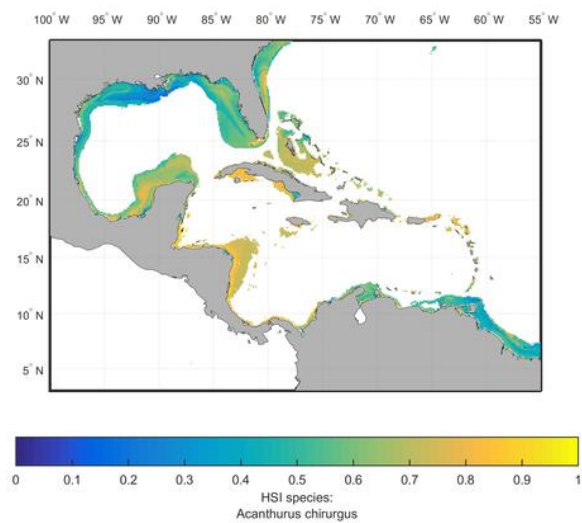 100° W 95° W 90° W 85° W 80° W 75° W 70° W 65° W 60° W 55° W
30° N
25° N
20° N
15° N
10° N
5° N
0 0.1 0.2 0.3 0.4 0.5 0.6 0.7 0.8 0.9 1
HSI species:
Acanthurus chirurgus